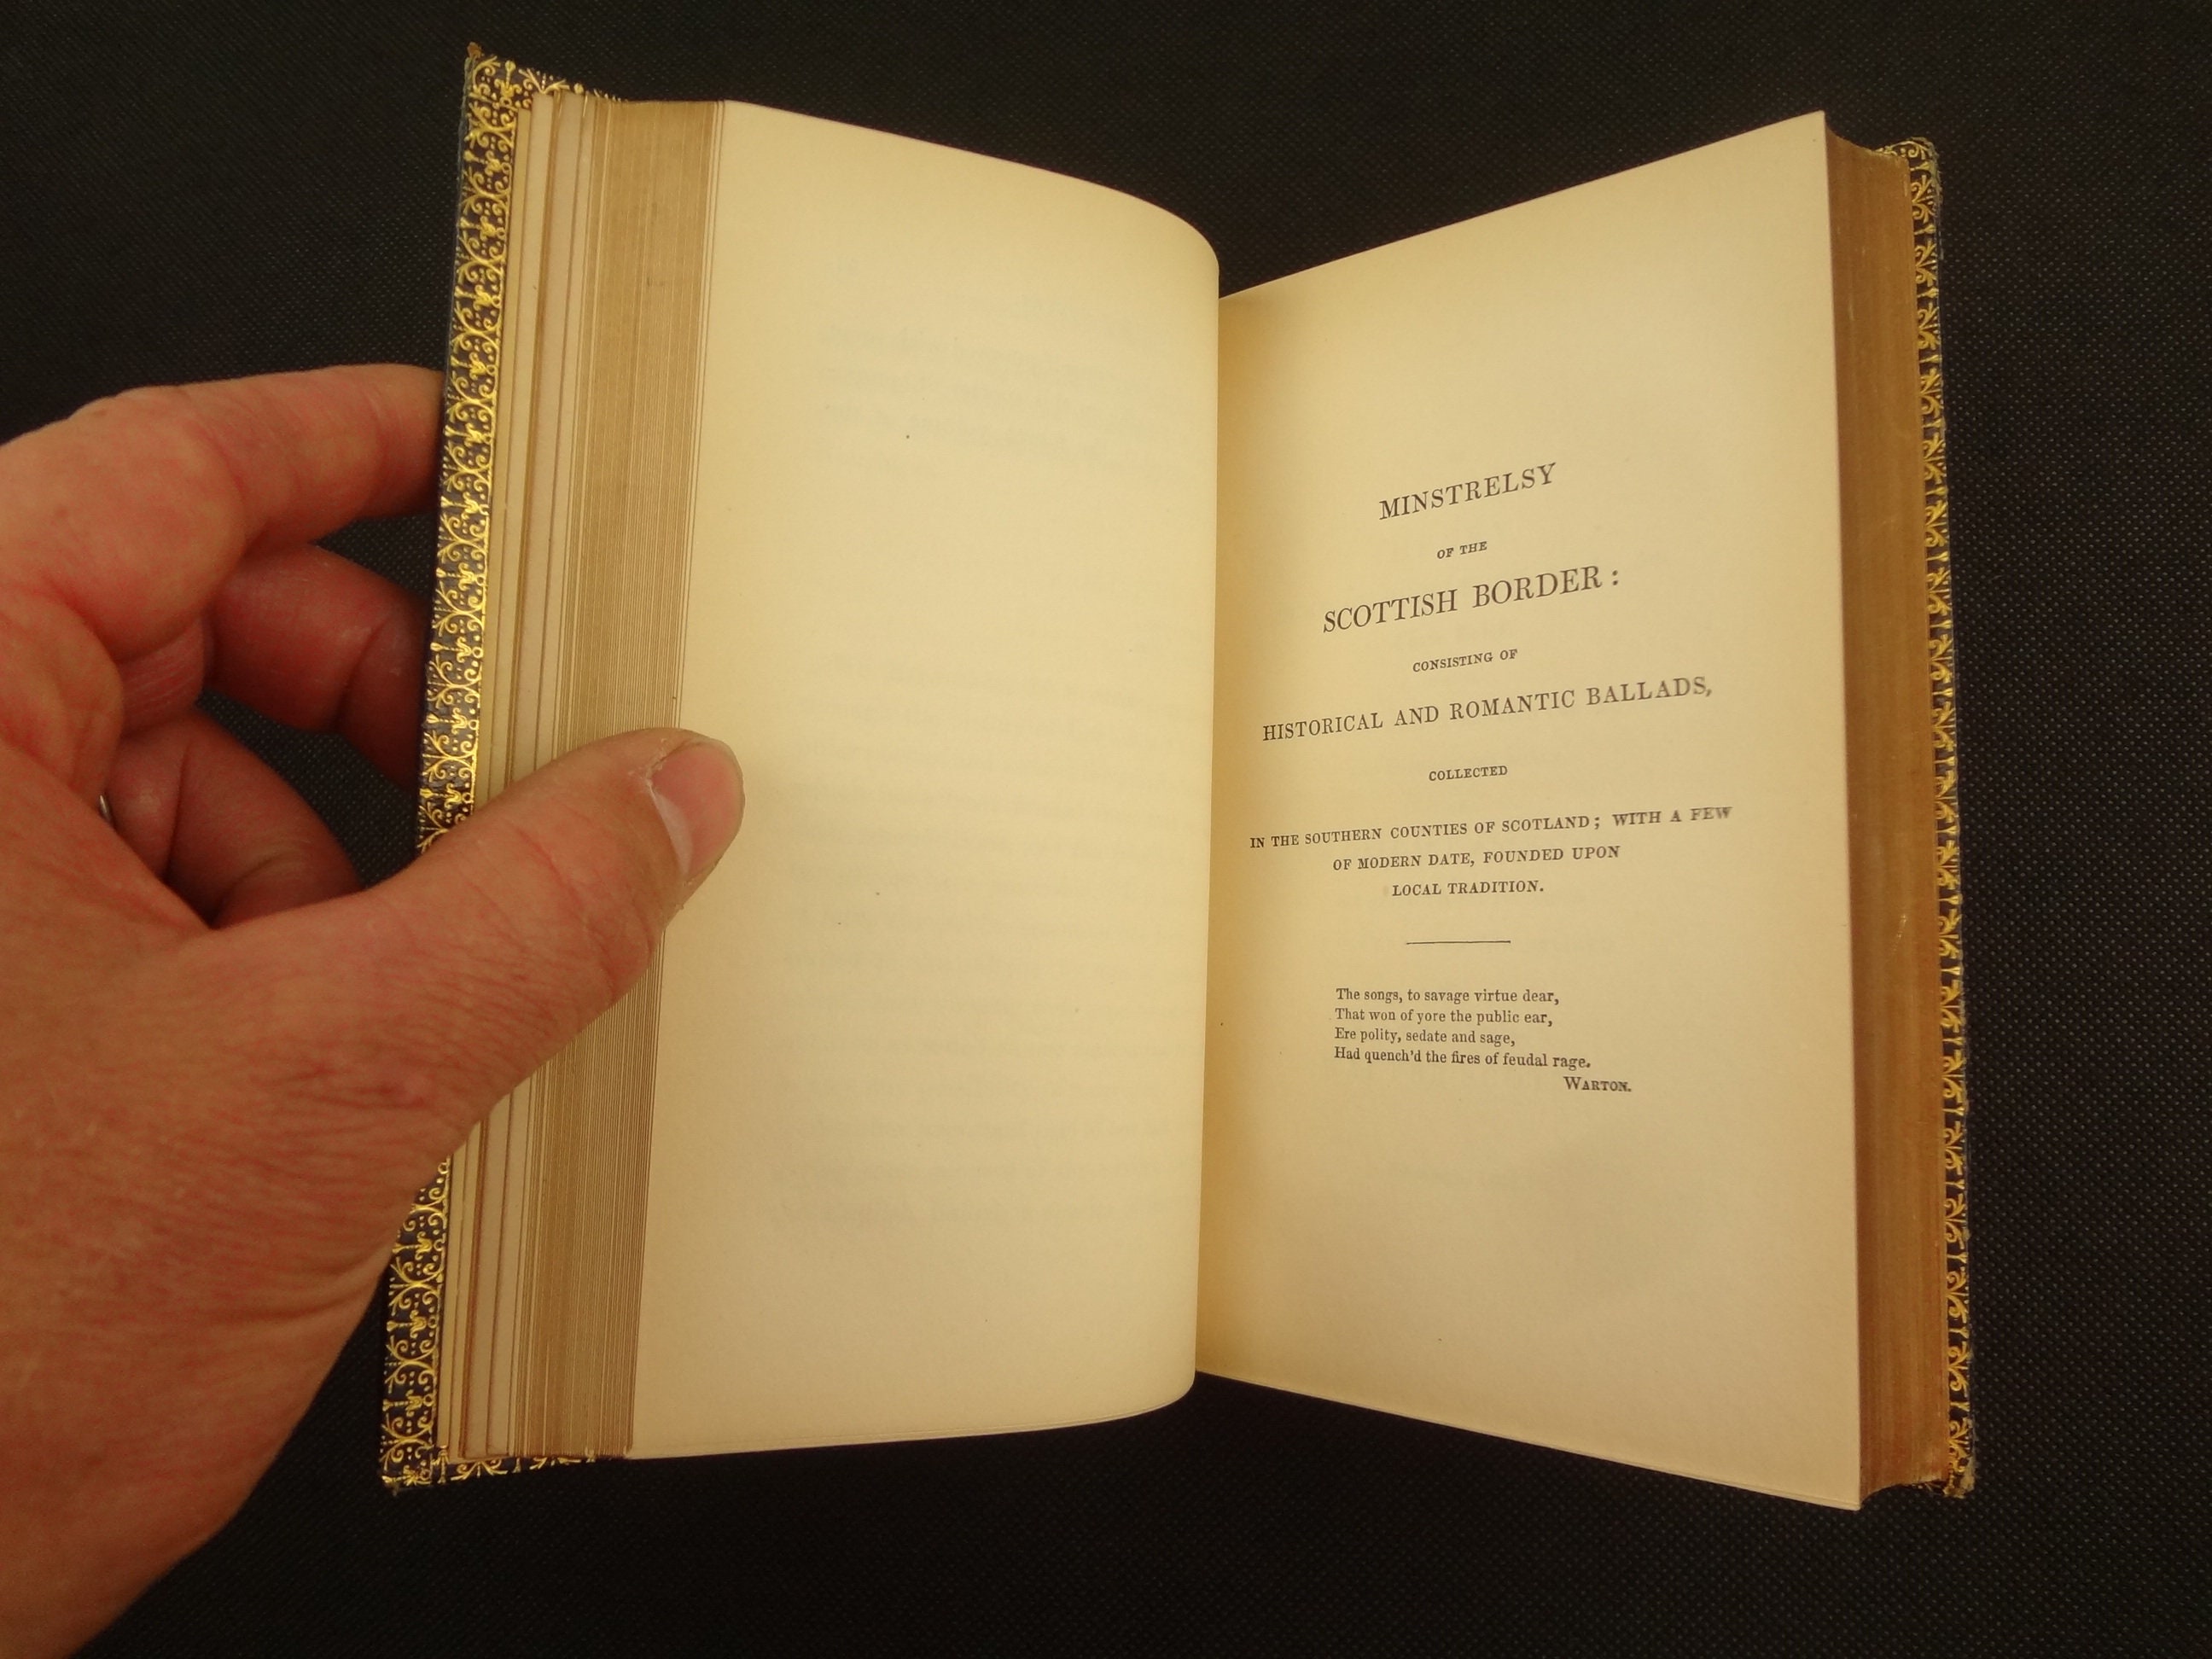 MINSTRELSY
OF THE
SCOTTISH BORDER:
CONSISTING OF
HISTORICAL AND ROMANTIC BALLADS,
COLLECTED
IN THE SOUTHERN COUNTIES OF SCOTLAND; WITH A FEW
OF MODERN DATE, FOUNDED UPON
LOCAL TRADITION.
The songs, to savage virtue dear,
That won of yore the public ear,
Ere polity, sedate and sage,
Had quench'd the fires of feudal rage.
WARTON.